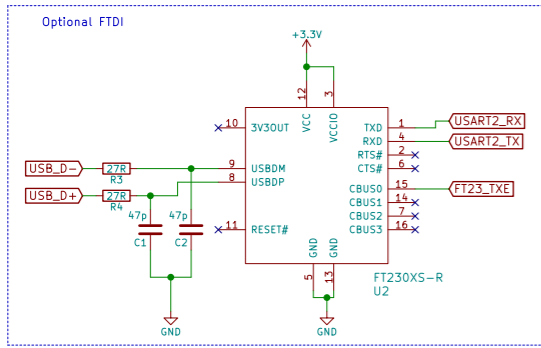 Optional FTDI
+3.3V
12
3
VCC
VCCIO
10
3V3OUT
TXD
1
USART2_RX
RXD
4
USART2_TX
RTS#
2
CTS#
6
USB_D-
27R
R3
9
USBDM
USB_D+
27R
R4
8
USBDP
CBUS0
15
FT23_TXE
CBUS1
14
CBUS2
7
CBUS3
16
47p
47p
C1
C2
11
RESET#
GND
GND
5
13
FT230XS-R
U2
GND
GND